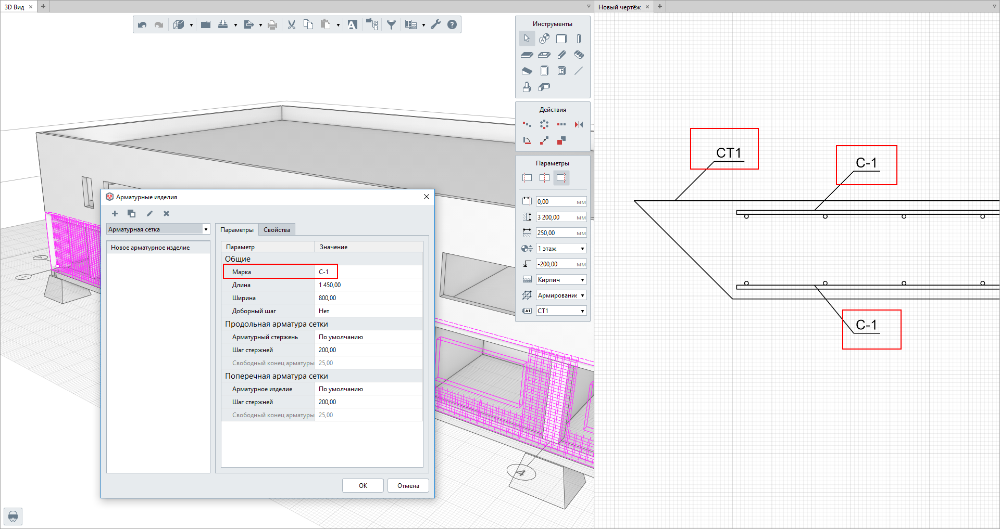 3D Вид
Новый чертёж
Инструменты
Действия
Параметры
0,00 мм
3 200,00 мм
250,00 мм
1 этаж
-200,00 мм
Кирпич
Армирование
A1 СТ1
Арматурные изделия
Арматурная сетка
Новое арматурное изделие
Параметры Свойства
Параметр Значение
Общие
Марка С-1
Длина 1 450,00
Ширина 800,00
Доборный шаг Нет
Продольная арматура сетки
Арматурный стержень По умолчанию
Шаг стержней 200,00
Свободный конец арматуры 25,00
Поперечная арматура сетки
Арматурное изделие По умолчанию
Шаг стержней 200,00
Свободный конец арматуры 25,00
OK Отмена
4
СТ1
С-1
С-1